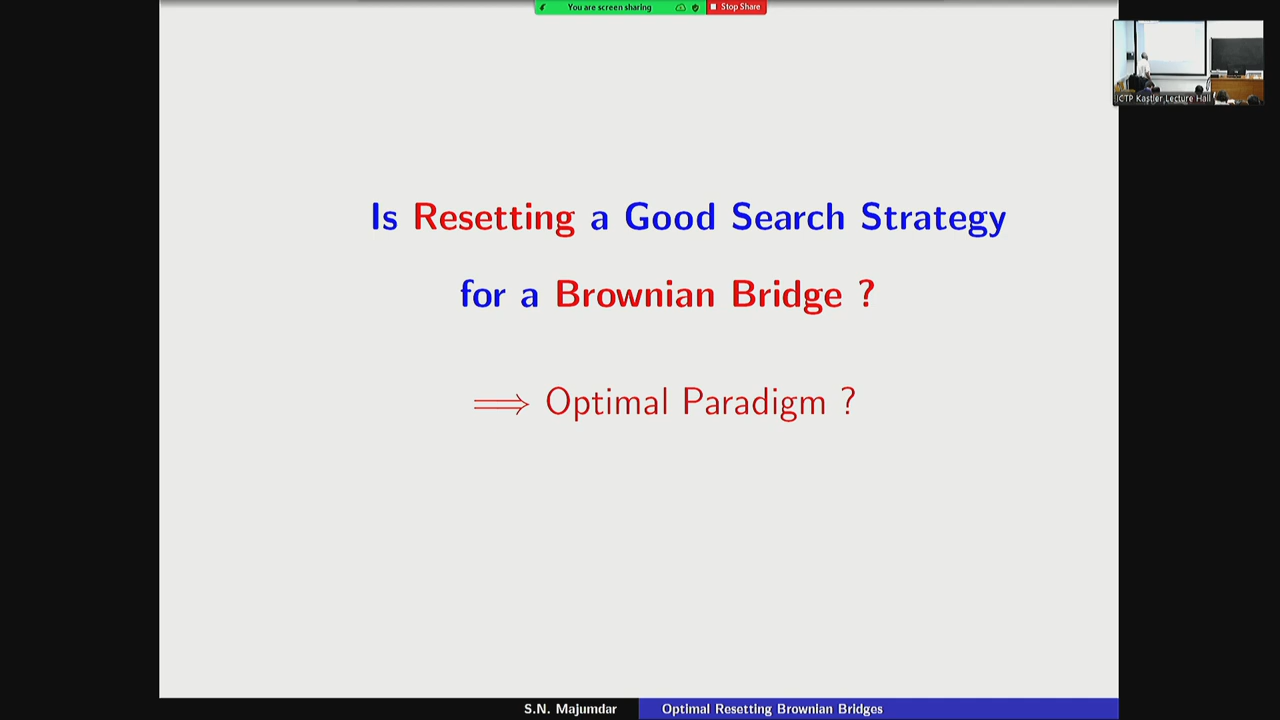 You are screen sharing
Stop Share
ICTP Kastler Lecture Hall
Is Resetting a Good Search Strategy
for a Brownian Bridge ?
⟹ Optimal Paradigm ?
S.N. Majumdar
Optimal Resetting Brownian Bridges